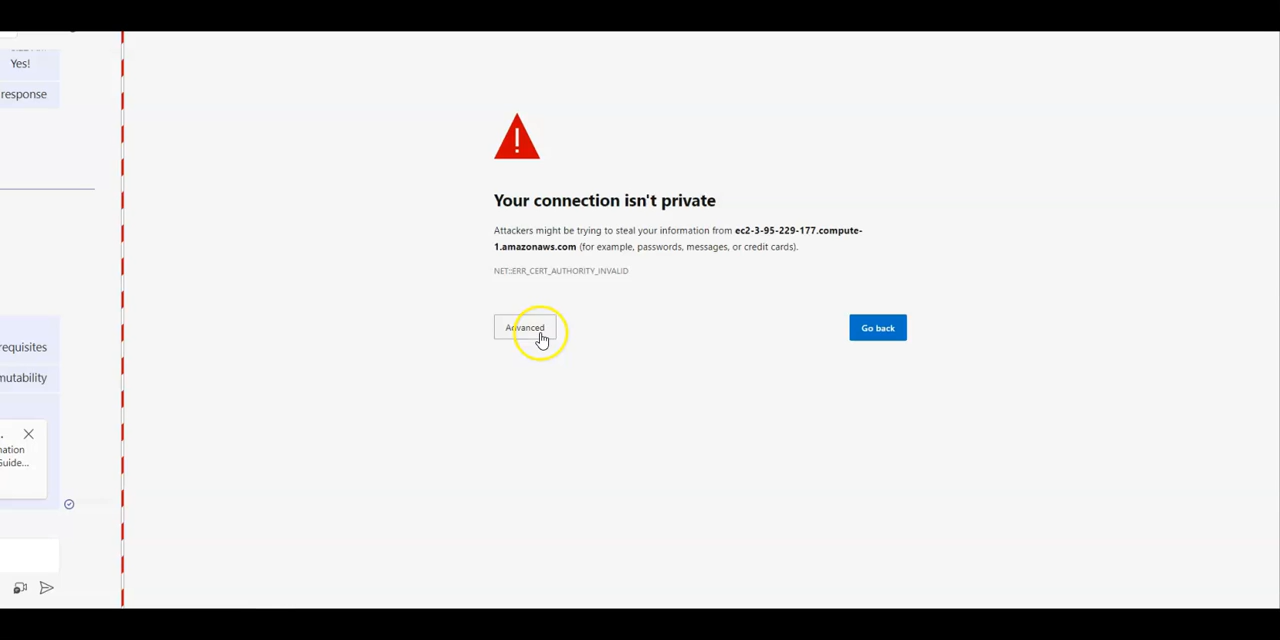 Yes!
response
requisites
mutability
nation
Guide...
Your connection isn't private
Attackers might be trying to steal your information from ec2-3-95-229-177.compute-
1.amazonaws.com (for example, passwords, messages, or credit cards).
NET::ERR_CERT_AUTHORITY_INVALID
Advanced
Go back